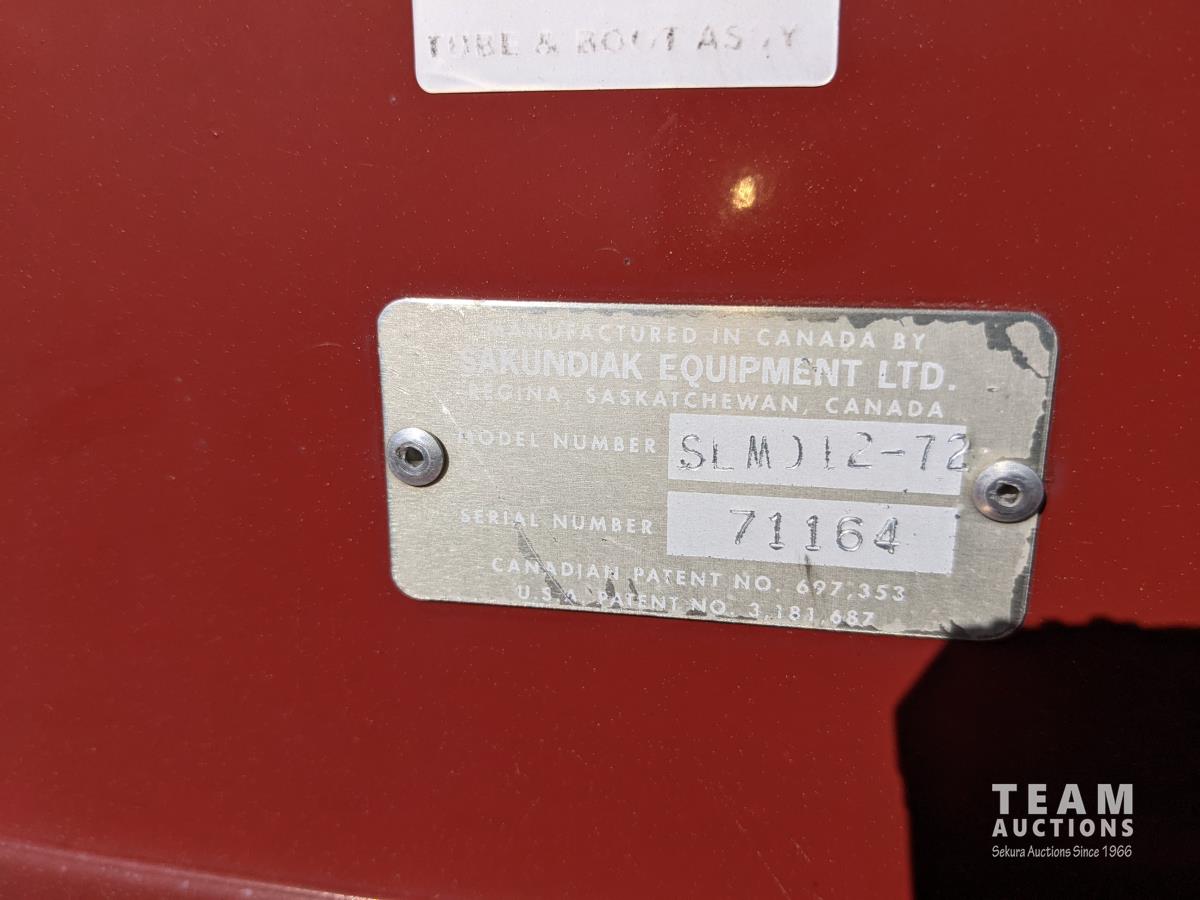 TUBE & BOOT ASS'Y
MANUFACTURED IN CANADA BY
SAKUNDIAK EQUIPMENT LTD.
REGINA, SASKATCHEWAN, CANADA
MODEL NUMBER SLMD12-72
SERIAL NUMBER 71164
CANADIAN PATENT NO. 697,353
U.S.A. PATENT NO. 3,181,687
TEAM
AUCTIONS
Sekura Auctions Since 1966